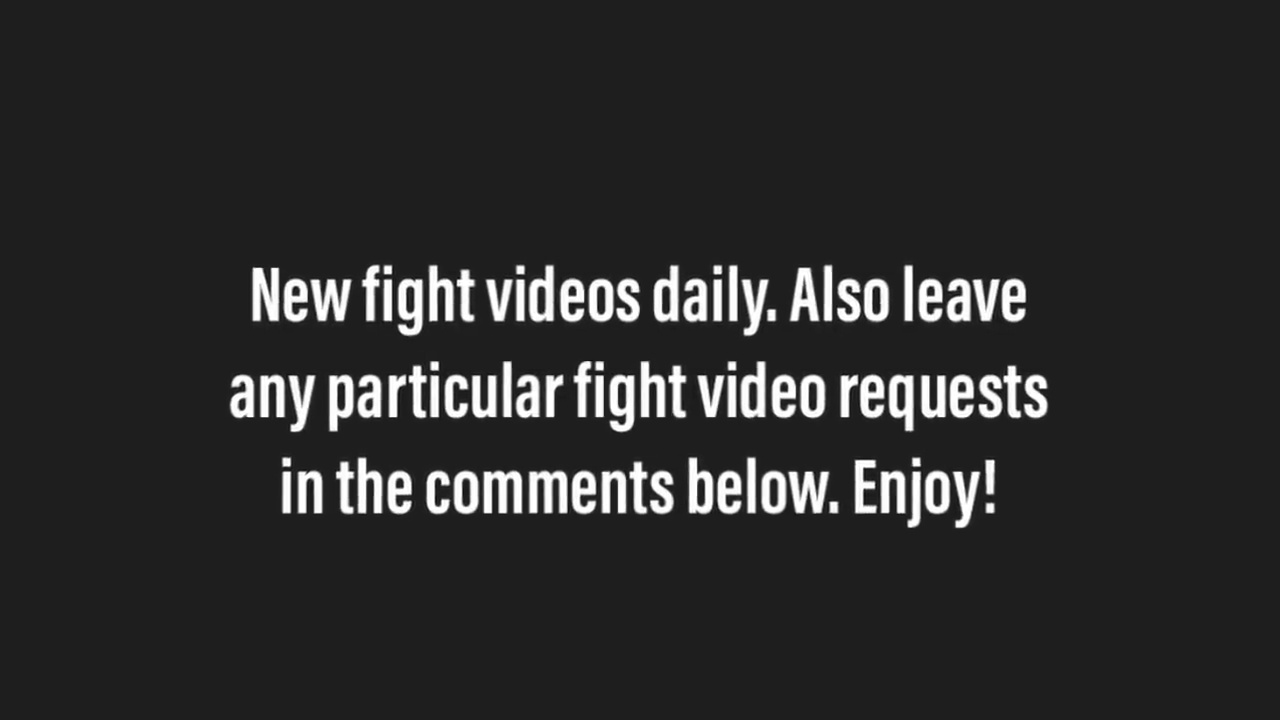 New fight videos daily. Also leave
any particular fight video requests
in the comments below. Enjoy!